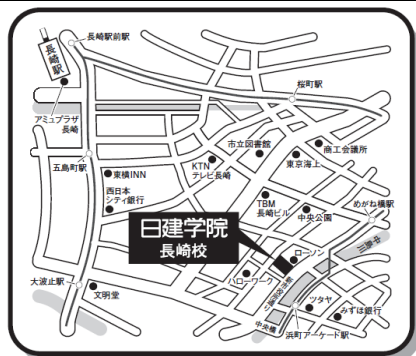 長崎駅前駅
長崎駅
桜町駅
アミュプラザ
長崎
市立図書館
商工会議所
五島町駅
東横INN
KTN
テレビ長崎
東京海上
西日本
シティ銀行
TBM
長崎ビル
中央公園
めがね橋駅
日建学院
長崎校
ローソン
中島川
ハローワーク
大波止駅
文明堂
ツタヤ
みずほ銀行
中央橋
浜町アーケード駅